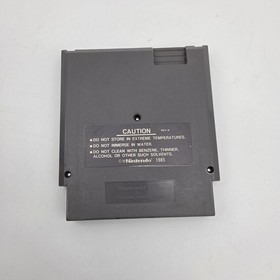 CAUTION
•DO NOT STORE IN EXTREME TEMPERATURES.
•DO NOT IMMERSE IN WATER.
•DO NOT CLEAN WITH BENZENE, THINNER,
ALCOHOL OR OTHER SUCH SOLVENTS.
©Nintendo® 1985